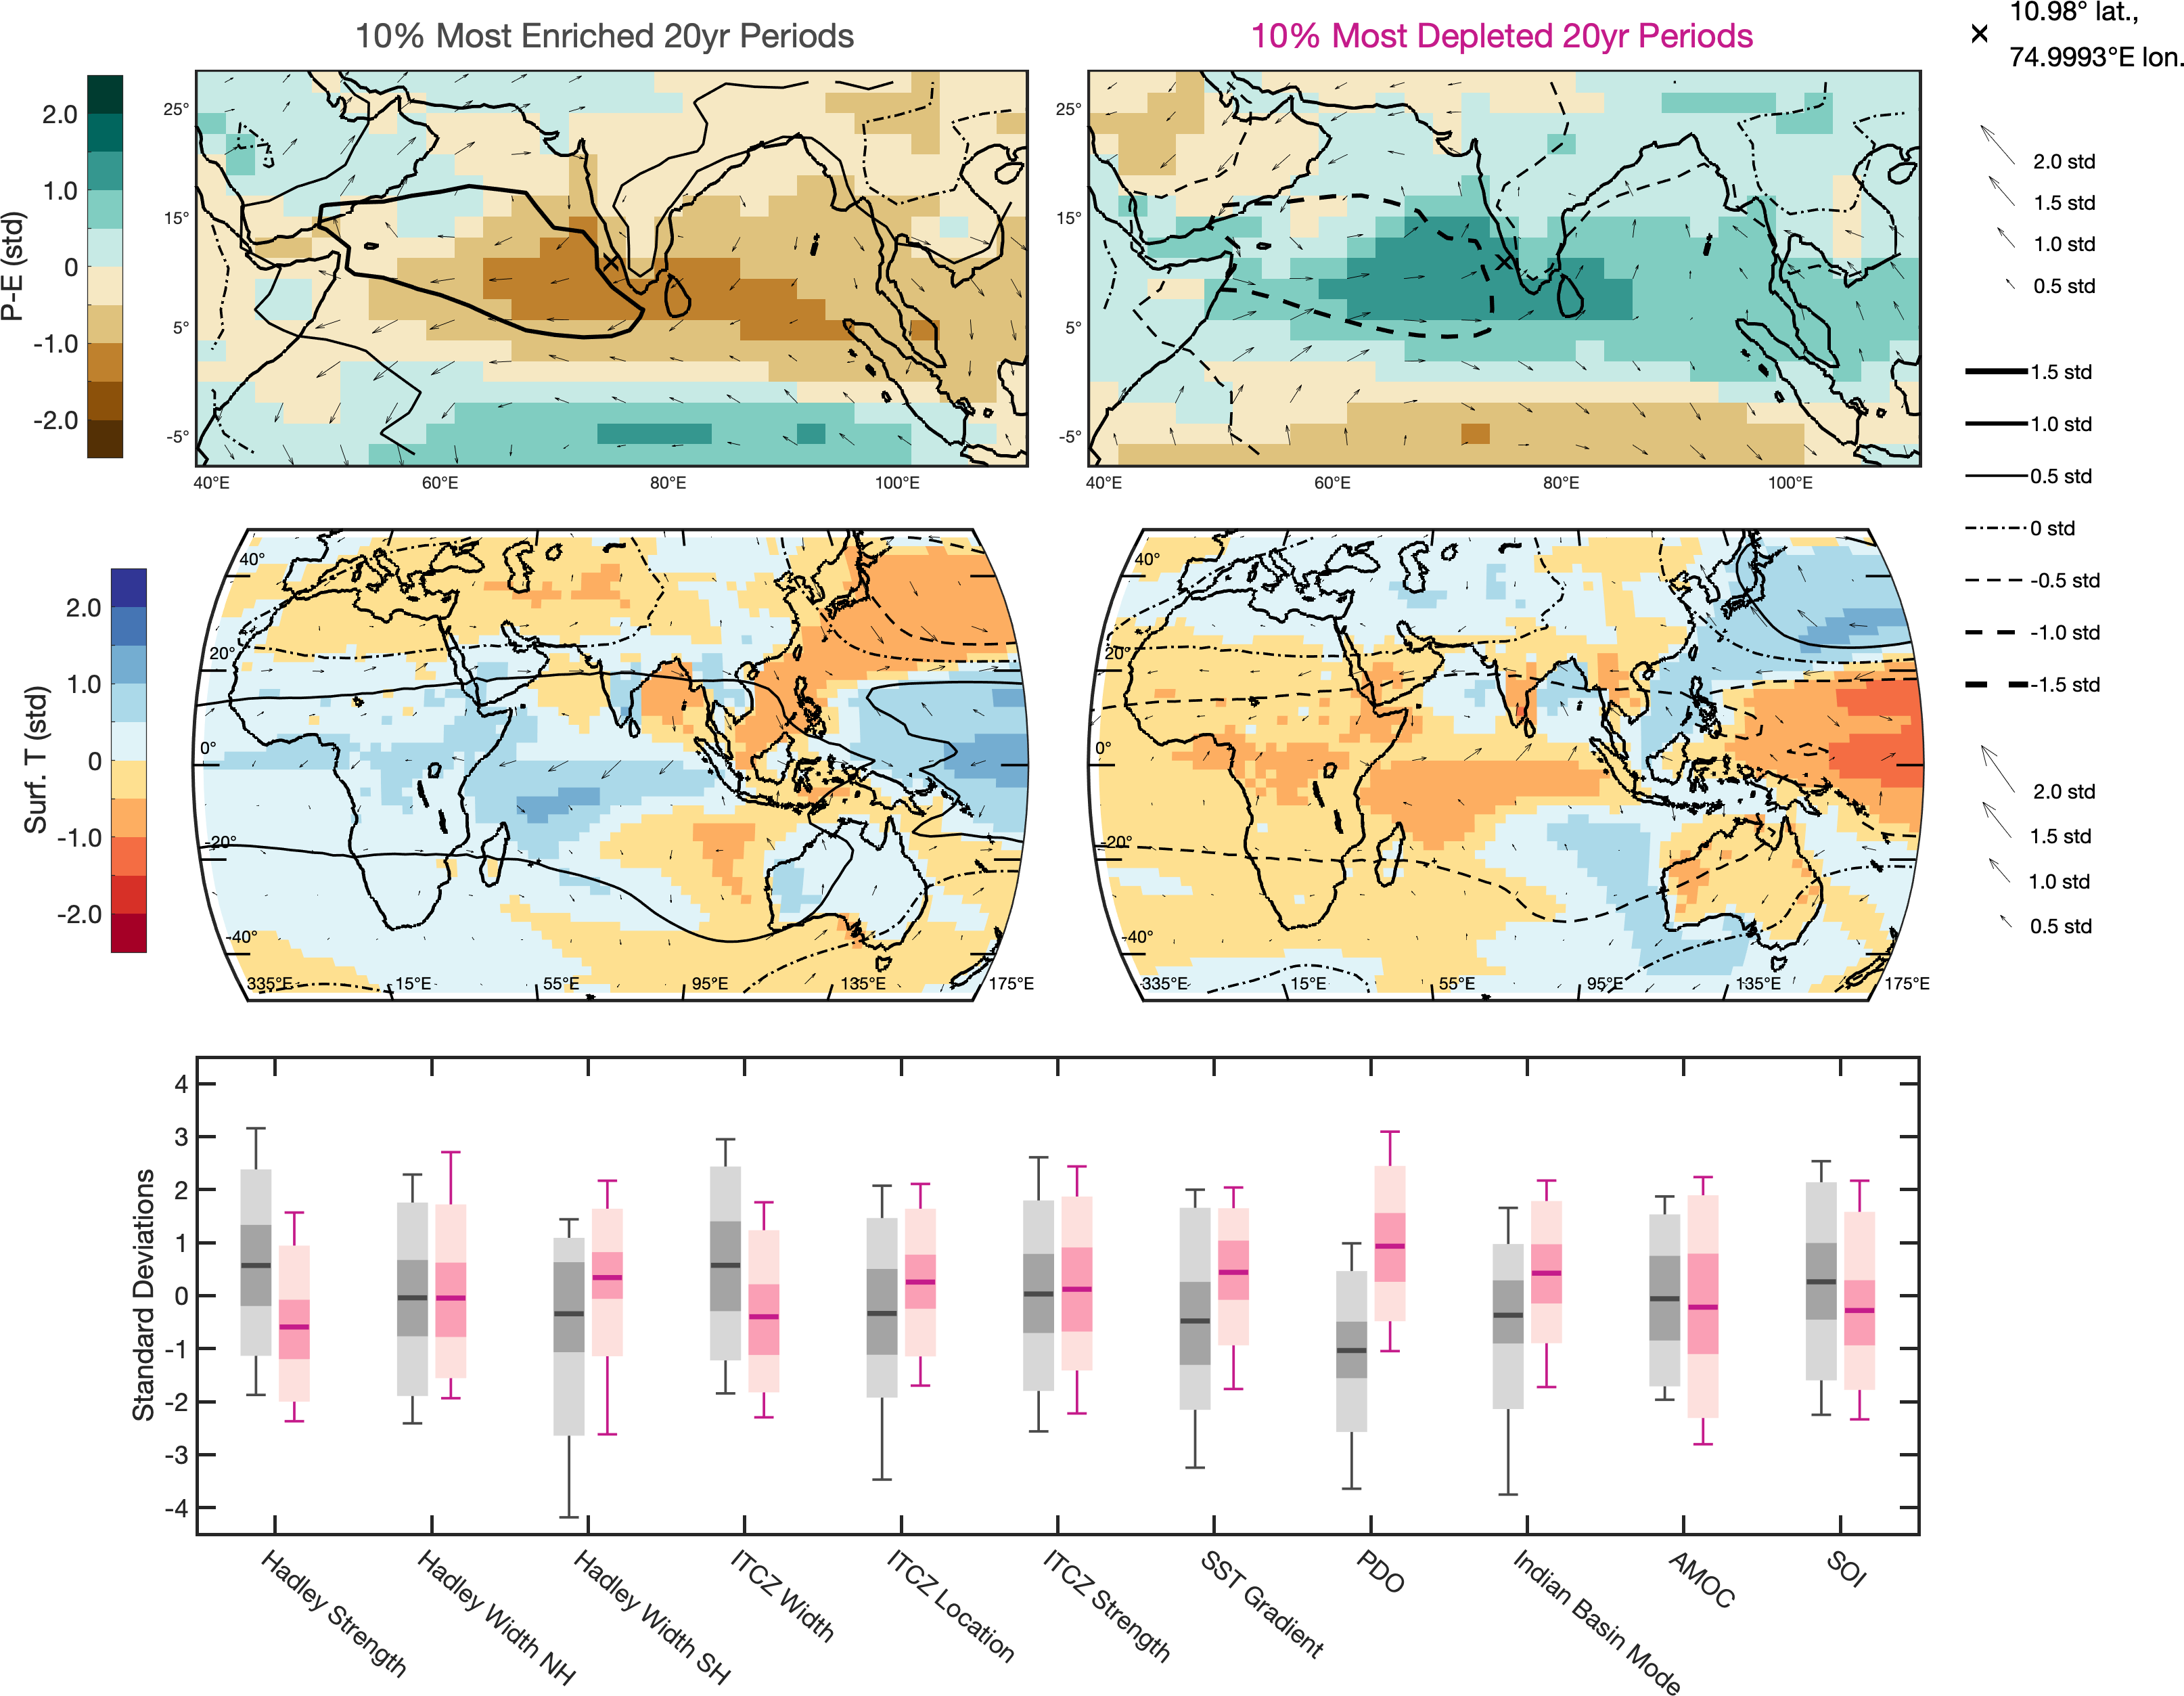 10% Most Enriched 20yr Periods
10% Most Depleted 20yr Periods
×
10.98° lat.,
74.9993°E lon.
P-E (std)
2.0
1.0
0
-1.0
-2.0
25°
15°
5°
-5°
40°E
60°E
80°E
100°E
25°
15°
5°
-5°
40°E
60°E
80°E
100°E
2.0 std
1.5 std
1.0 std
0.5 std
1.5 std
1.0 std
0.5 std
0 std
-0.5 std
-1.0 std
-1.5 std
2.0 std
1.5 std
1.0 std
0.5 std
Surf. T (std)
2.0
1.0
0
-1.0
-2.0
40°
20°
0°
-20°
-40°
335°E
15°E
55°E
95°E
135°E
175°E
40°
20°
0°
-20°
-40°
335°E
15°E
55°E
95°E
135°E
175°E
Standard Deviations
4
3
2
1
0
-1
-2
-3
-4
Hadley Strength
Hadley Width NH
Hadley Width SH
ITCZ Width
ITCZ Location
ITCZ Strength
SST Gradient
PDO
Indian Basin Mode
AMOC
SOI